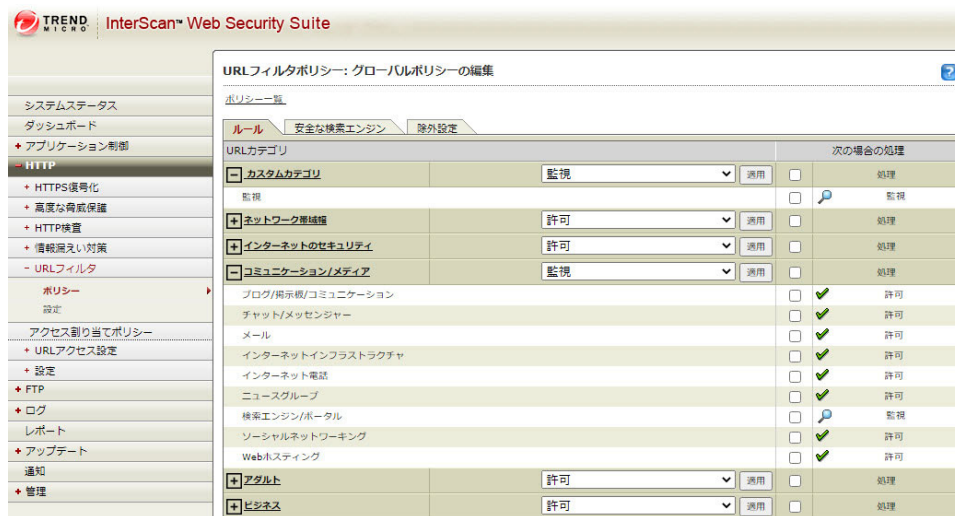 TREND MICRO InterScan™ Web Security Suite
システムステータス
ダッシュボード
+ アプリケーション制御
- HTTP
+ HTTPS復号化
+ 高度な脅威保護
+ HTTP検査
+ 情報漏えい対策
- URLフィルタ
ポリシー
設定
アクセス割り当てポリシー
+ URLアクセス設定
+ 設定
+ FTP
+ ログ
レポート
+ アップデート
通知
+ 管理
URLフィルタポリシー: グローバルポリシーの編集
?
ポリシー一覧
ルール 安全な検索エンジン 除外設定
URLカテゴリ 次の場合の処理
カスタムカテゴリ 監視 適用 処理
監視 監視
ネットワーク帯域幅 許可 適用 処理
インターネットのセキュリティ 許可 適用 処理
コミュニケーション/メディア 監視 適用 処理
ブログ/掲示板/コミュニケーション 許可
チャット/メッセンジャー 許可
メール 許可
インターネットインフラストラクチャ 許可
インターネット電話 許可
ニュースグループ 許可
検索エンジン/ポータル 監視
ソーシャルネットワーキング 許可
Webホスティング 許可
アダルト 許可 適用 処理
ビジネス 許可 適用 処理